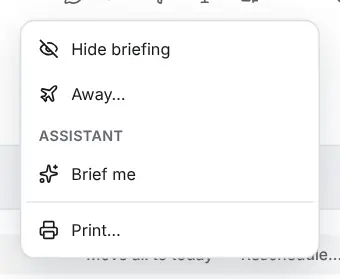 Hide briefing
Away...
ASSISTANT
Brief me
Print...